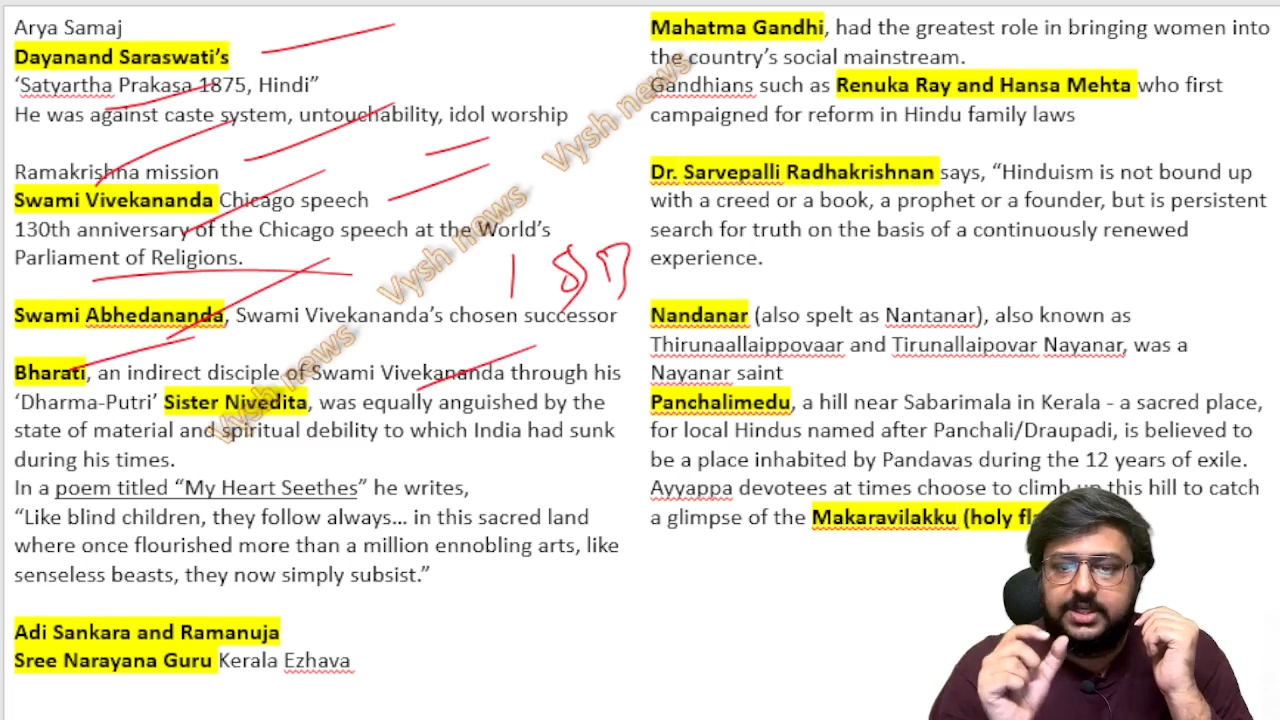 Arya Samaj
Dayanand Saraswati's
'Satyartha Prakasa 1875, Hindi"
He was against caste system, untouchability, idol worship
Ramakrishna mission
Swami Vivekananda Chicago speech
130th anniversary of the Chicago speech at the World's
Parliament of Religions.
Swami Abhedananda, Swami Vivekananda's chosen successor
Bharati, an indirect disciple of Swami Vivekananda through his
'Dharma-Putri' Sister Nivedita, was equally anguished by the
state of material and spiritual debility to which India had sunk
during his times.
In a poem titled "My Heart Seethes" he writes,
"Like blind children, they follow always... in this sacred land
where once flourished more than a million ennobling arts, like
senseless beasts, they now simply subsist."
Adi Sankara and Ramanuja
Sree Narayana Guru Kerala Ezhava
Mahatma Gandhi, had the greatest role in bringing women into
the country's social mainstream.
Gandhians such as Renuka Ray and Hansa Mehta who first
campaigned for reform in Hindu family laws
Dr. Sarvepalli Radhakrishnan says, "Hinduism is not bound up
with a creed or a book, a prophet or a founder, but is persistent
search for truth on the basis of a continuously renewed
experience.
Nandanar (also spelt as Nantanar), also known as
Thirunaallaippovaar and Tirunallaipovar Nayanar, was a
Nayanar saint
Panchalimedu, a hill near Sabarimala in Kerala - a sacred place,
for local Hindus named after Panchali/Draupadi, is believed to
be a place inhabited by Pandavas during the 12 years of exile.
Ayyappa devotees at times choose to climb up this hill to catch
a glimpse of the Makaravilakku (holy
Vysh news
Vysh news
Vysh news